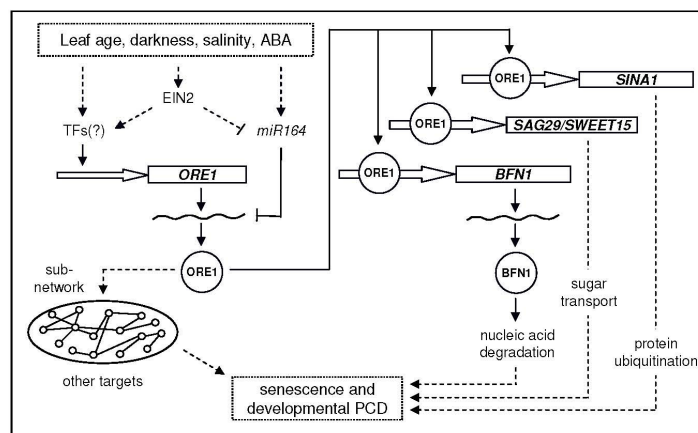 Leaf age, darkness, salinity, ABA
EIN2
TFs(?)
miR164
ORE1
ORE1
sub-
network
other targets
ORE1
SINA1
ORE1
SAG29/SWEET15
ORE1
BFN1
BFN1
nucleic acid
degradation
sugar
transport
protein
ubiquitination
senescence and
developmental PCD